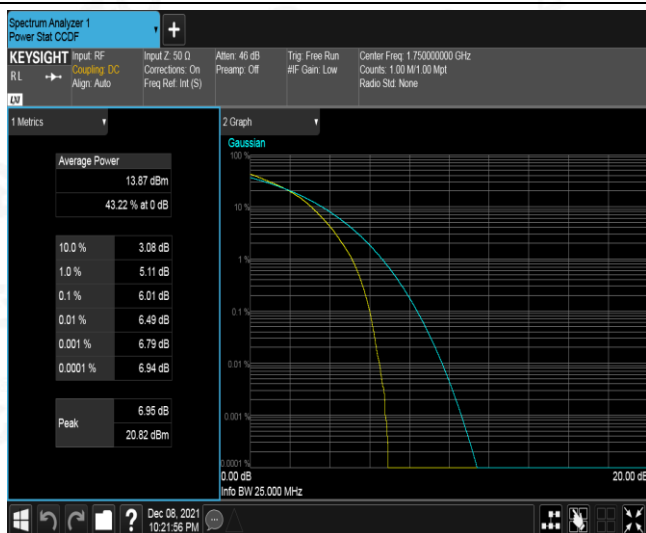 Spectrum Analyzer 1
Power Stat CCDF
+
KEYSIGHT
RL
LXI
Input: RF
Coupling: DC
Align: Auto
Input Z: 50 Ω
Corrections: On
Freq Ref: Int (S)
Atten: 46 dB
Preamp: Off
Trig: Free Run
#IF Gain: Low
Center Freq: 1.750000000 GHz
Counts: 1.00 M/1.00 Mpt
Radio Std: None
1 Metrics
Average Power
13.87 dBm
43.22 % at 0 dB
10.0 % 3.08 dB
1.0 % 5.11 dB
0.1 % 6.01 dB
0.01 % 6.49 dB
0.001 % 6.79 dB
0.0001 % 6.94 dB
Peak
6.95 dB
20.82 dBm
2 Graph
Gaussian
100 %
10 %
1 %
0.1 %
0.01 %
0.001 %
0.0001 %
0.00 dB 20.00 dB
Info BW 25.000 MHz
?
Dec 08, 2021
10:21:56 PM